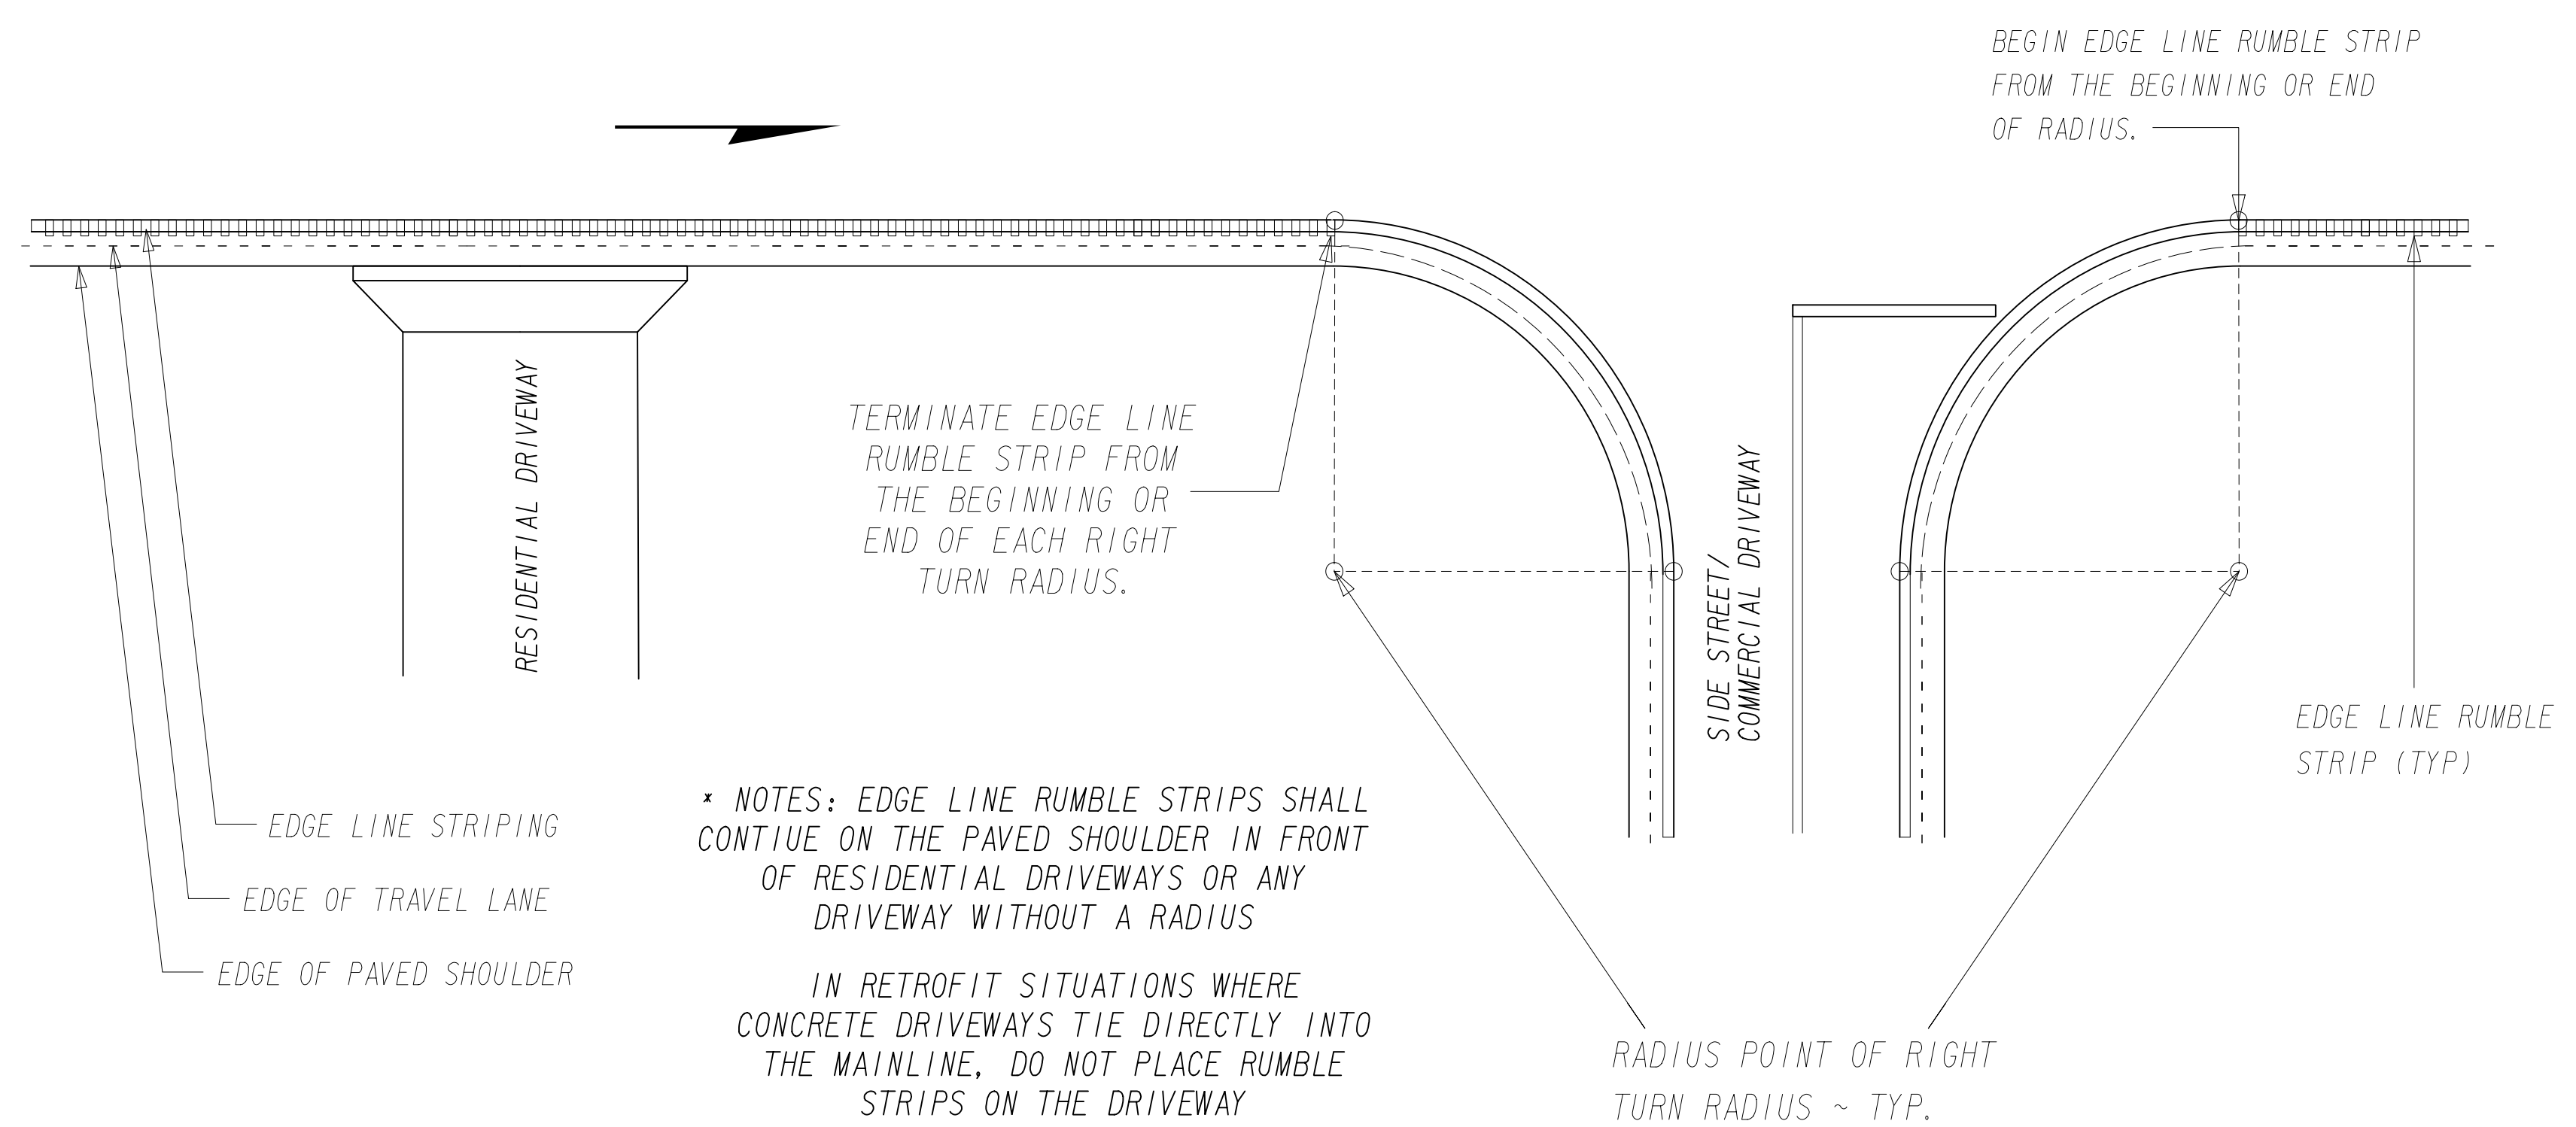 BEGIN EDGE LINE RUMBLE STRIP
FROM THE BEGINNING OR END
OF RADIUS.
RESIDENTIAL DRIVEWAY
TERMINATE EDGE LINE
RUMBLE STRIP FROM
THE BEGINNING OR
END OF EACH RIGHT
TURN RADIUS.
SIDE STREET/
COMMERCIAL DRIVEWAY
EDGE LINE RUMBLE
STRIP (TYP)
EDGE LINE STRIPING
EDGE OF TRAVEL LANE
EDGE OF PAVED SHOULDER
* NOTES: EDGE LINE RUMBLE STRIPS SHALL
CONTIUE ON THE PAVED SHOULDER IN FRONT
OF RESIDENTIAL DRIVEWAYS OR ANY
DRIVEWAY WITHOUT A RADIUS
IN RETROFIT SITUATIONS WHERE
CONCRETE DRIVEWAYS TIE DIRECTLY INTO
THE MAINLINE, DO NOT PLACE RUMBLE
STRIPS ON THE DRIVEWAY
RADIUS POINT OF RIGHT
TURN RADIUS ~ TYP.